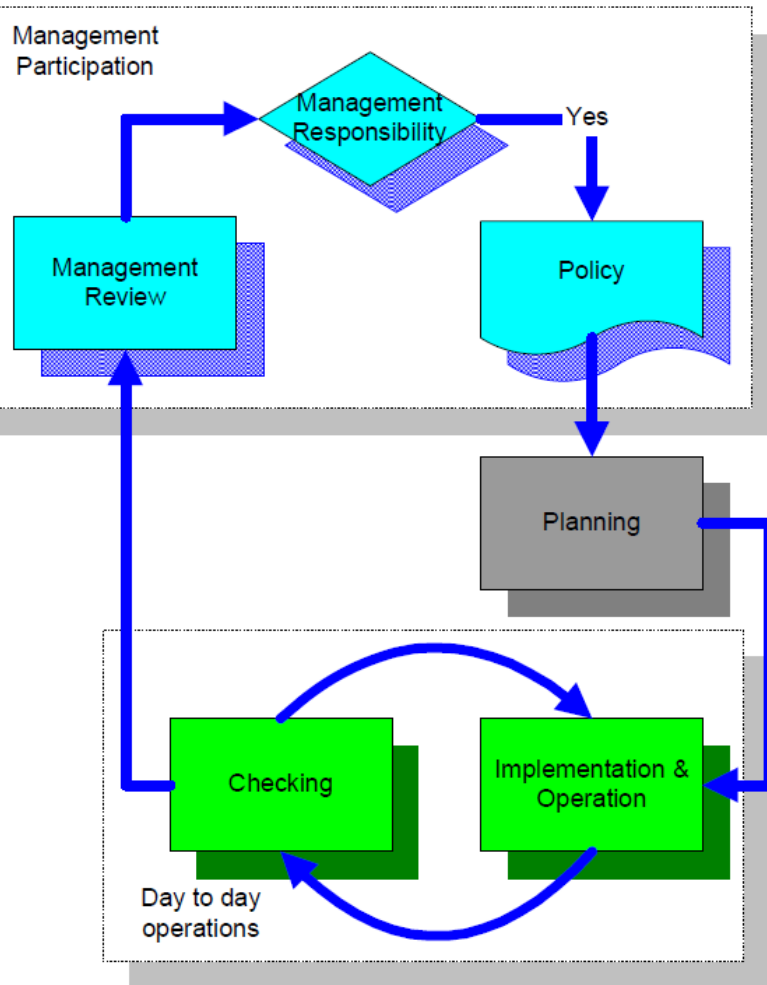 Management
Participation
Management
Responsibility
Yes
Management
Review
Policy
Planning
Checking
Implementation &
Operation
Day to day
operations